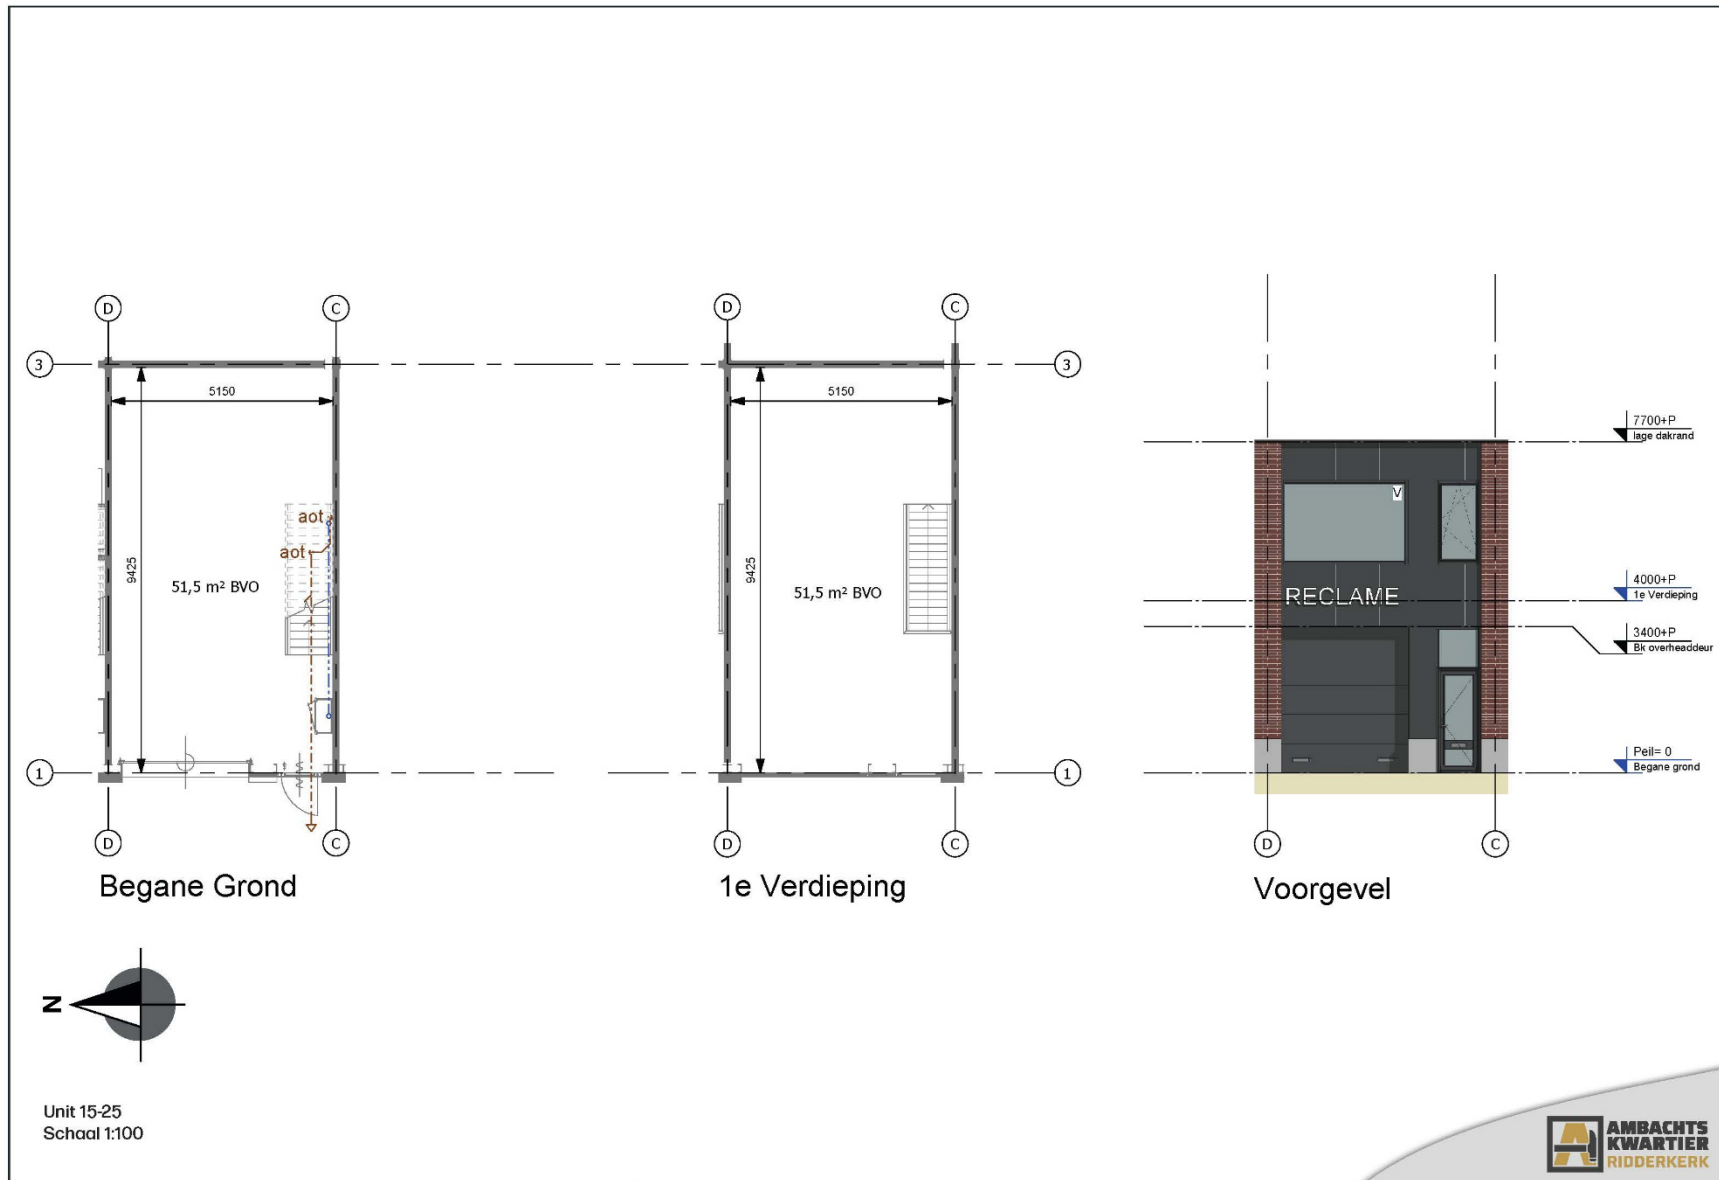 D
C
3
5150
9425
aot
aot
51,5 m² BVO
1
D
C
Begane Grond
D
C
3
5150
9425
51,5 m² BVO
1
D
C
1e Verdieping
V
RECLAME
7700+P
lage dakrand
4000+P
1e Verdieping
3400+P
Bk overheaddeur
Peil= 0
Begane grond
D
C
Voorgevel
N
Unit 15-25
Schaal 1:100
AMBACHTS
KWARTIER
RIDDERKERK